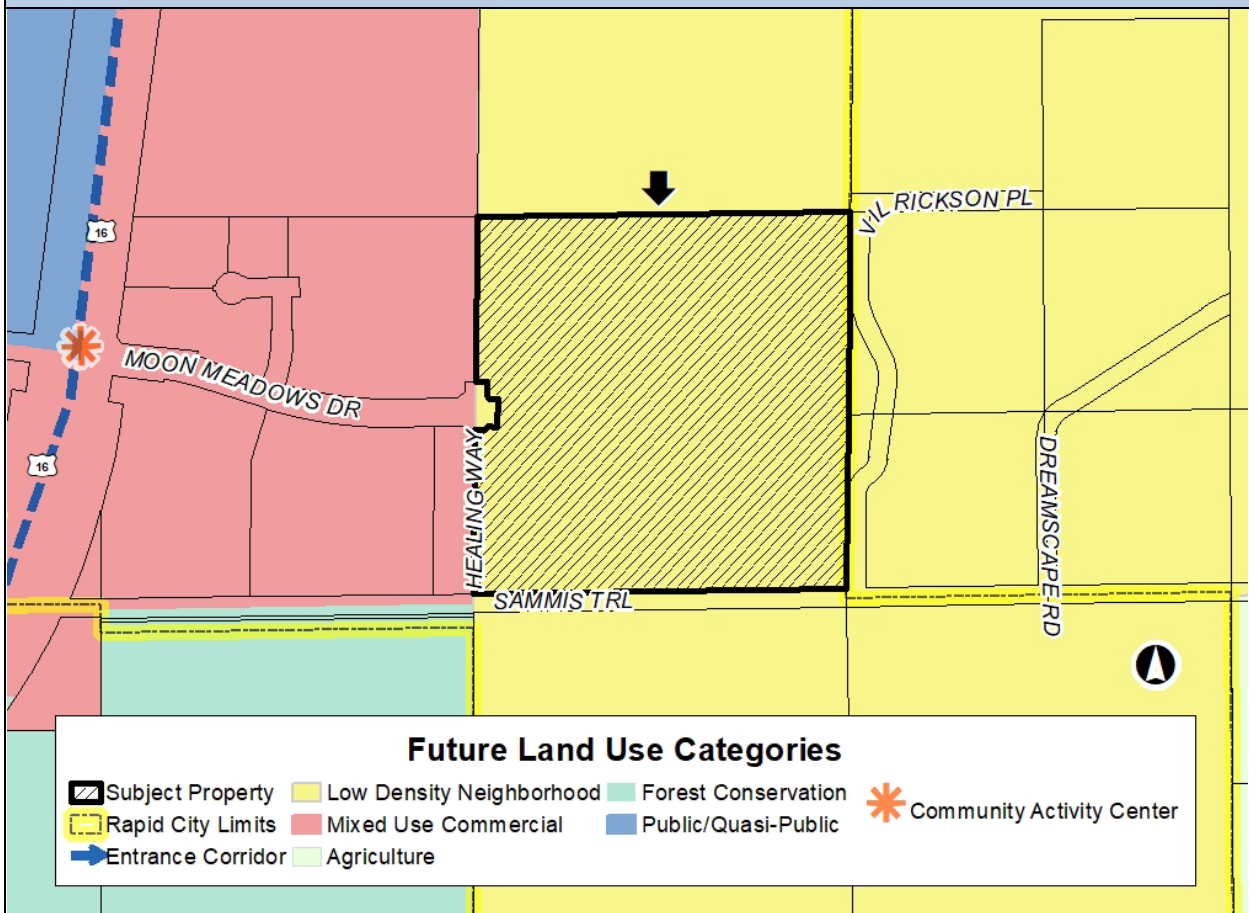 VIL RICKSON PL
16
MOON MEADOWS DR
16
HEALING WAY
DREAMSCAPE RD
SAMMIS TRL
Future Land Use Categories
Subject Property
Low Density Neighborhood
Forest Conservation
Community Activity Center
Rapid City Limits
Mixed Use Commercial
Public/Quasi-Public
Entrance Corridor
Agriculture